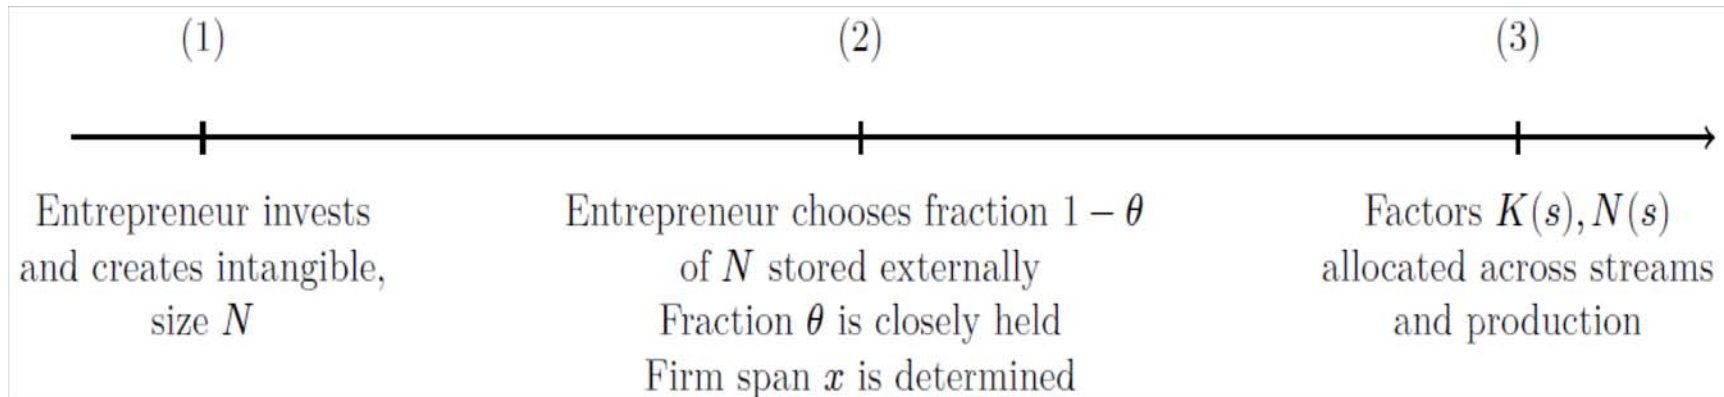 (1)
(2)
(3)
Entrepreneur invests
and creates intangible,
size N
Entrepreneur chooses fraction 1 − θ
of N stored externally
Fraction θ is closely held
Firm span x is determined
Factors K(s), N(s)
allocated across streams
and production